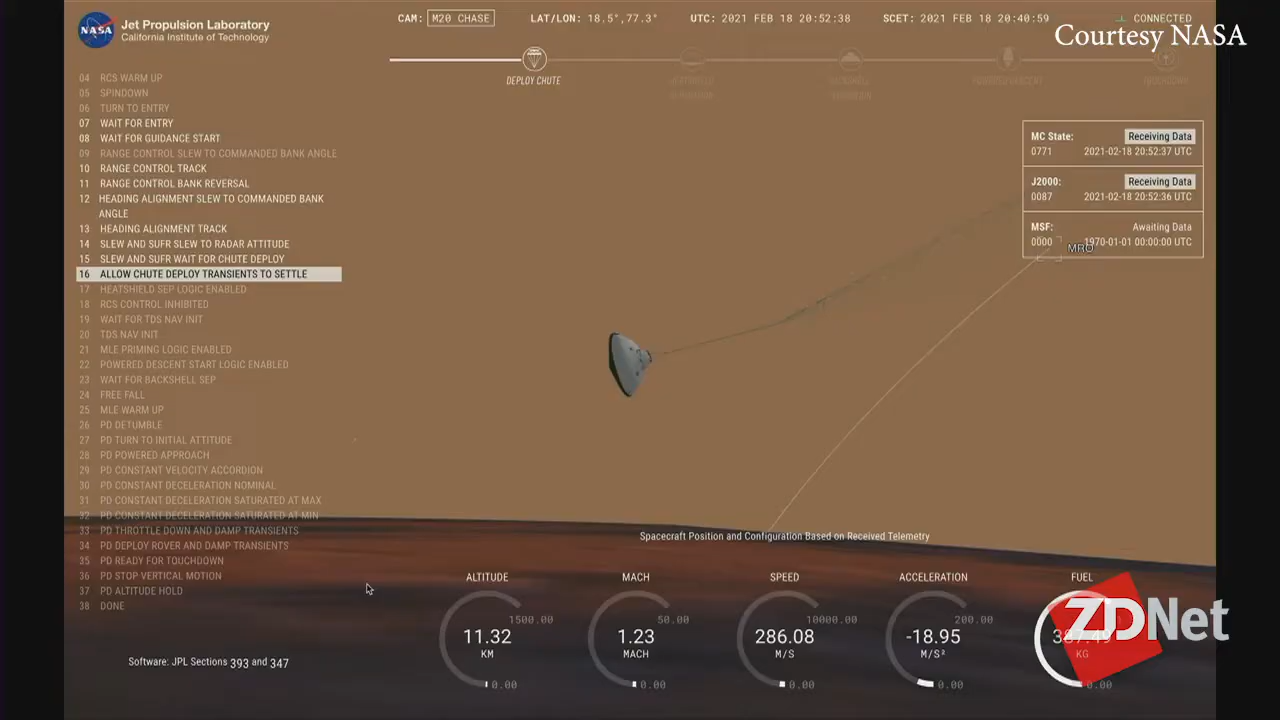 NASA
Jet Propulsion Laboratory
California Institute of Technology
CAM: M20 CHASE
LAT/LON: 18.5°,77.3°
UTC: 2021 FEB 18 20:52:38
SCET: 2021 FEB 18 20:40:59
CONNECTED
Courtesy NASA
DEPLOY CHUTE
HEATSHIELD
SEPARATION
BACKSHELL
SEPARATION
POWERED DESCENT
TOUCHDOWN
04 RCS WARM UP
05 SPINDOWN
06 TURN TO ENTRY
07 WAIT FOR ENTRY
08 WAIT FOR GUIDANCE START
09 RANGE CONTROL SLEW TO COMMANDED BANK ANGLE
10 RANGE CONTROL TRACK
11 RANGE CONTROL BANK REVERSAL
12 HEADING ALIGNMENT SLEW TO COMMANDED BANK
ANGLE
13 HEADING ALIGNMENT TRACK
14 SLEW AND SUFR SLEW TO RADAR ATTITUDE
15 SLEW AND SUFR WAIT FOR CHUTE DEPLOY
16 ALLOW CHUTE DEPLOY TRANSIENTS TO SETTLE
17 HEATSHIELD SEP LOGIC ENABLED
18 RCS CONTROL INHIBITED
19 WAIT FOR TDS NAV INIT
20 TDS NAV INIT
21 MLE PRIMING LOGIC ENABLED
22 POWERED DESCENT START LOGIC ENABLED
23 WAIT FOR BACKSHELL SEP
24 FREE FALL
25 MLE WARM UP
26 PD DETUMBLE
27 PD TURN TO INITIAL ATTITUDE
28 PD POWERED APPROACH
29 PD CONSTANT VELOCITY ACCORDION
30 PD CONSTANT DECELERATION NOMINAL
31 PD CONSTANT DECELERATION SATURATED AT MAX
32 PD CONSTANT DECELERATION SATURATED AT MIN
33 PD THROTTLE DOWN AND DAMP TRANSIENTS
34 PD DEPLOY ROVER AND DAMP TRANSIENTS
35 PD READY FOR TOUCHDOWN
36 PD STOP VERTICAL MOTION
37 PD ALTITUDE HOLD
38 DONE
MC State: Receiving Data
0771 2021-02-18 20:52:37 UTC
J2000: Receiving Data
0087 2021-02-18 20:52:36 UTC
MSF: Awaiting Data
0000 1970-01-01 00:00:00 UTC
MRO
Spacecraft Position and Configuration Based on Received Telemetry
ALTITUDE
1500.00
11.32
KM
0.00
MACH
50.00
1.23
MACH
0.00
SPEED
10000.00
286.08
M/S
0.00
ACCELERATION
200.00
-18.95
M/S²
0.00
FUEL
KG
0.00
ZDNet
Software: JPL Sections 393 and 347